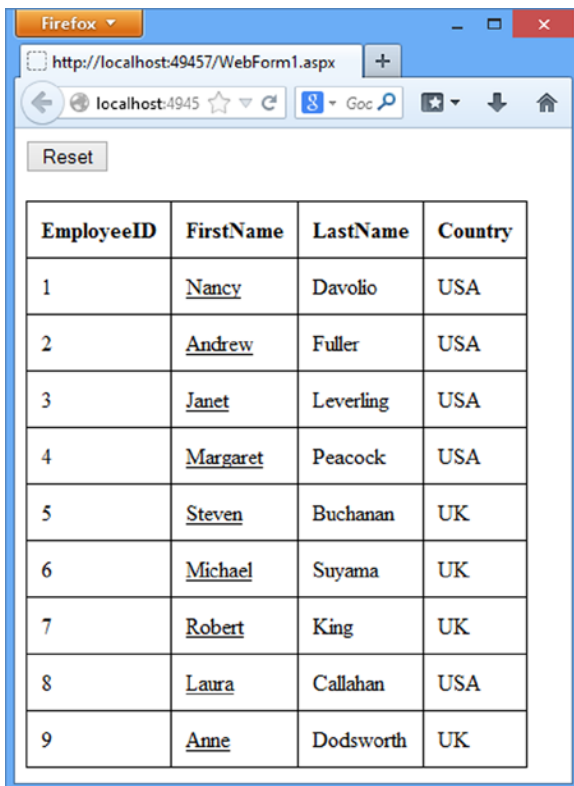 Firefox
http://localhost:49457/WebForm1.aspx
localhost:4945 Goc
Reset
EmployeeID FirstName LastName Country
1 Nancy Davolio USA
2 Andrew Fuller USA
3 Janet Leverling USA
4 Margaret Peacock USA
5 Steven Buchanan UK
6 Michael Suyama UK
7 Robert King UK
8 Laura Callahan USA
9 Anne Dodsworth UK